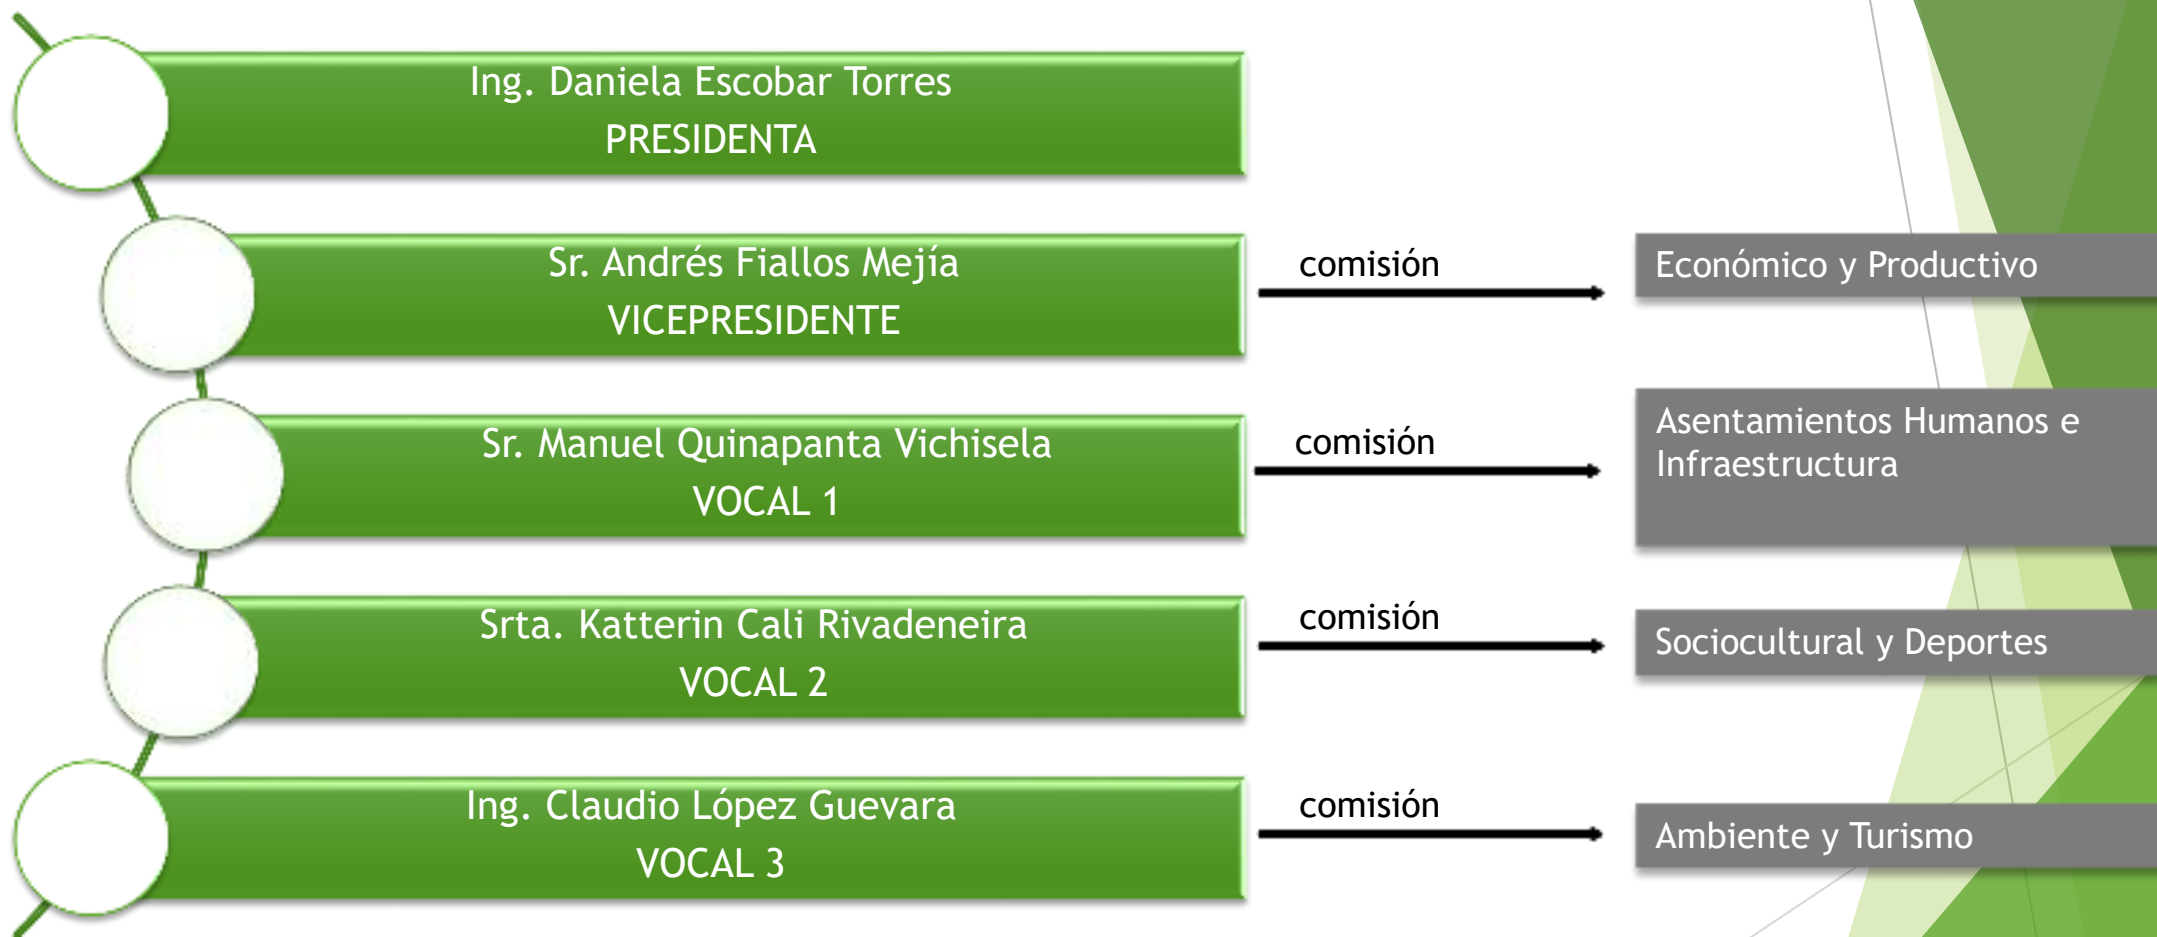 Ing. Daniela Escobar Torres
PRESIDENTA
Sr. Andrés Fiallos Mejía
VICEPRESIDENTE
comisión
Económico y Productivo
Sr. Manuel Quinapanta Vichisela
VOCAL 1
comisión
Asentamientos Humanos e
Infraestructura
Srta. Katterin Cali Rivadeneira
VOCAL 2
comisión
Sociocultural y Deportes
Ing. Claudio López Guevara
VOCAL 3
comisión
Ambiente y Turismo